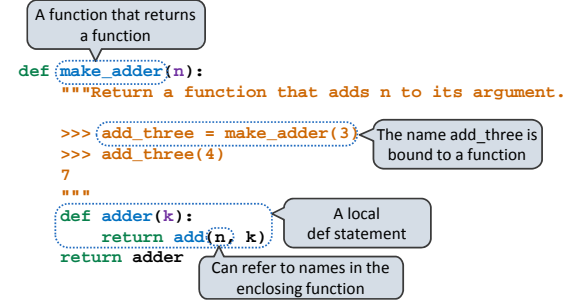 A function that returns
a function
def make_adder(n):
"""Return a function that adds n to its argument.
>>> add_three = make_adder(3)
The name add_three is
bound to a function
>>> add_three(4)
7
"""
def adder(k):
return add(n, k)
A local
def statement
return adder
Can refer to names in the
enclosing function